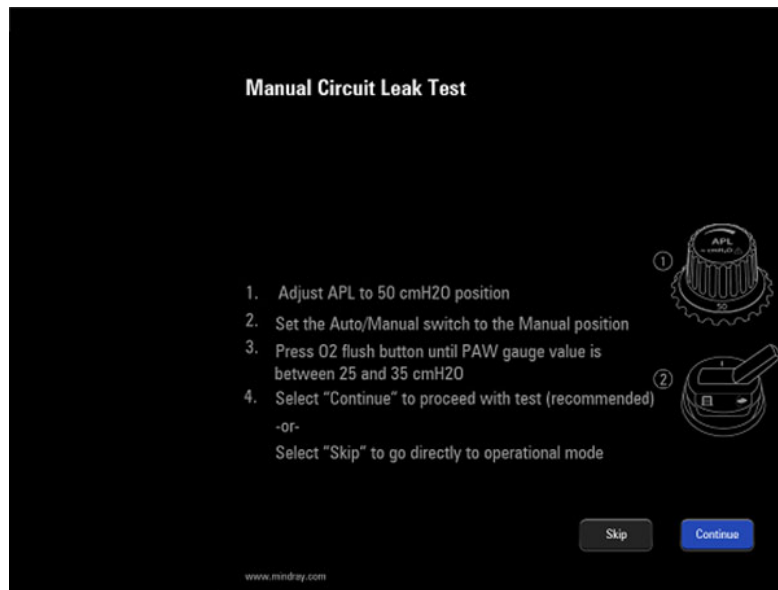 Manual Circuit Leak Test
APL
cmH2O
50
1
1. Adjust APL to 50 cmH2O position
2. Set the Auto/Manual switch to the Manual position
3. Press O2 flush button until PAW gauge value is
between 25 and 35 cmH2O
2
4. Select "Continue" to proceed with test (recommended)
-or-
Select "Skip" to go directly to operational mode
Skip
Continue
www.mindray.com